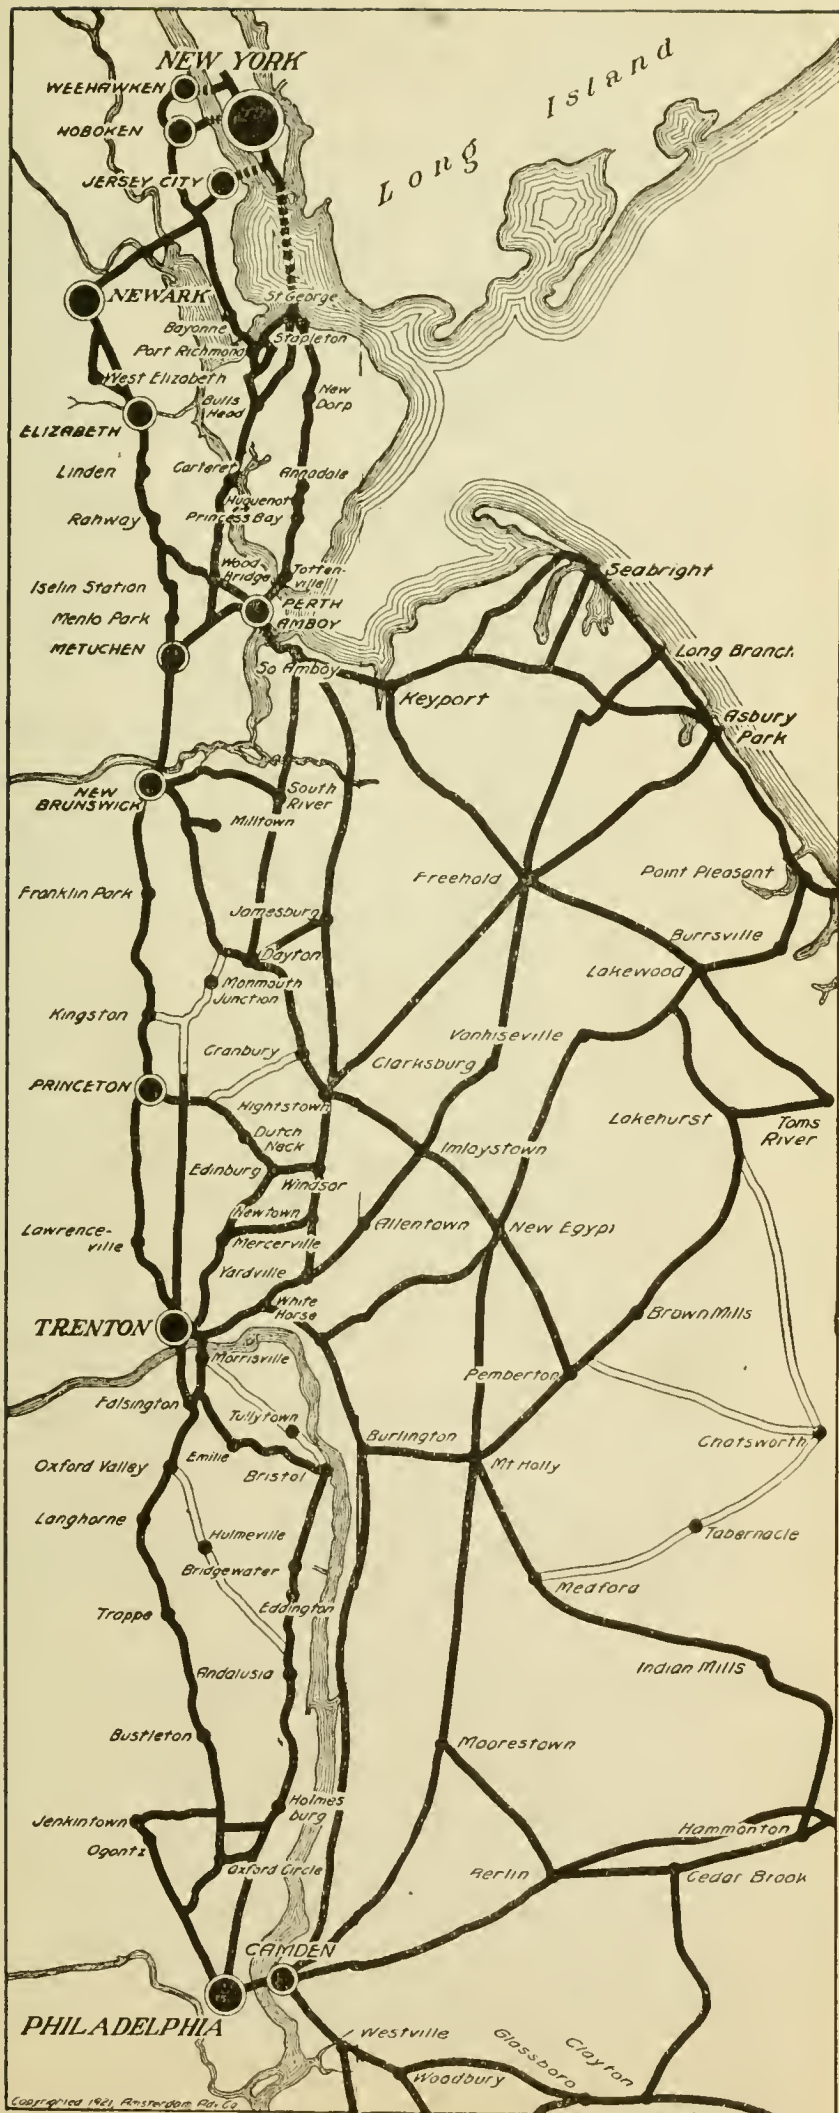 NEW YORK
WEEHAWKEN
HOBOKEN
JERSEY CITY
Long Island
NEWARK
St George
Bayonne
Stapleton
Port Richmond
West Elizabeth
Bulls
Head
New
Dorp
ELIZABETH
Linden
Carteret
Annadale
Huguenot
Rahway
Princess Bay
Wood
Bridge
Totten-
ville
Iselin Station
Seabright
PERTH
AMBOY
Menlo Park
METUCHEN
So Amboy
Long Branch
Keyport
Asbury
Park
NEW
BRUNSWICK
South
River
Milltown
Franklin Park
Freehold
Point Pleasant
Jamesburg
Burrsville
Dayton
Lakewood
Monmouth
Junction
Kingston
Vanhiseville
Cranbury
Clarksburg
PRINCETON
Hightstown
Lakehurst
Toms
River
Dutch
Neck
Imlaystown
Edinburg
Windsor
Newtown
Allentown
New Egypt
Lawrence-
ville
Mercerville
Yardville
White
Horse
Brown Mills
TRENTON
Morrisville
Pemberton
Falsington
Tullytown
Burlington
Chatsworth
Oxford Valley
Emilie
Bristol
Mt Holly
Langhorne
Hulmeville
Tabernacle
Bridgewater
Medford
Eddington
Trappe
Andalusia
Indian Mills
Bustleton
Moorestown
Holmes
burg
Jenkintown
Hammonton
Ogontz
Oxford Circle
Berlin
Cedar Brook
CAMDEN
PHILADELPHIA
Westville
Glassboro
Clayton
Woodbury
Copyrighted 1921, Amsterdam Ad. Co